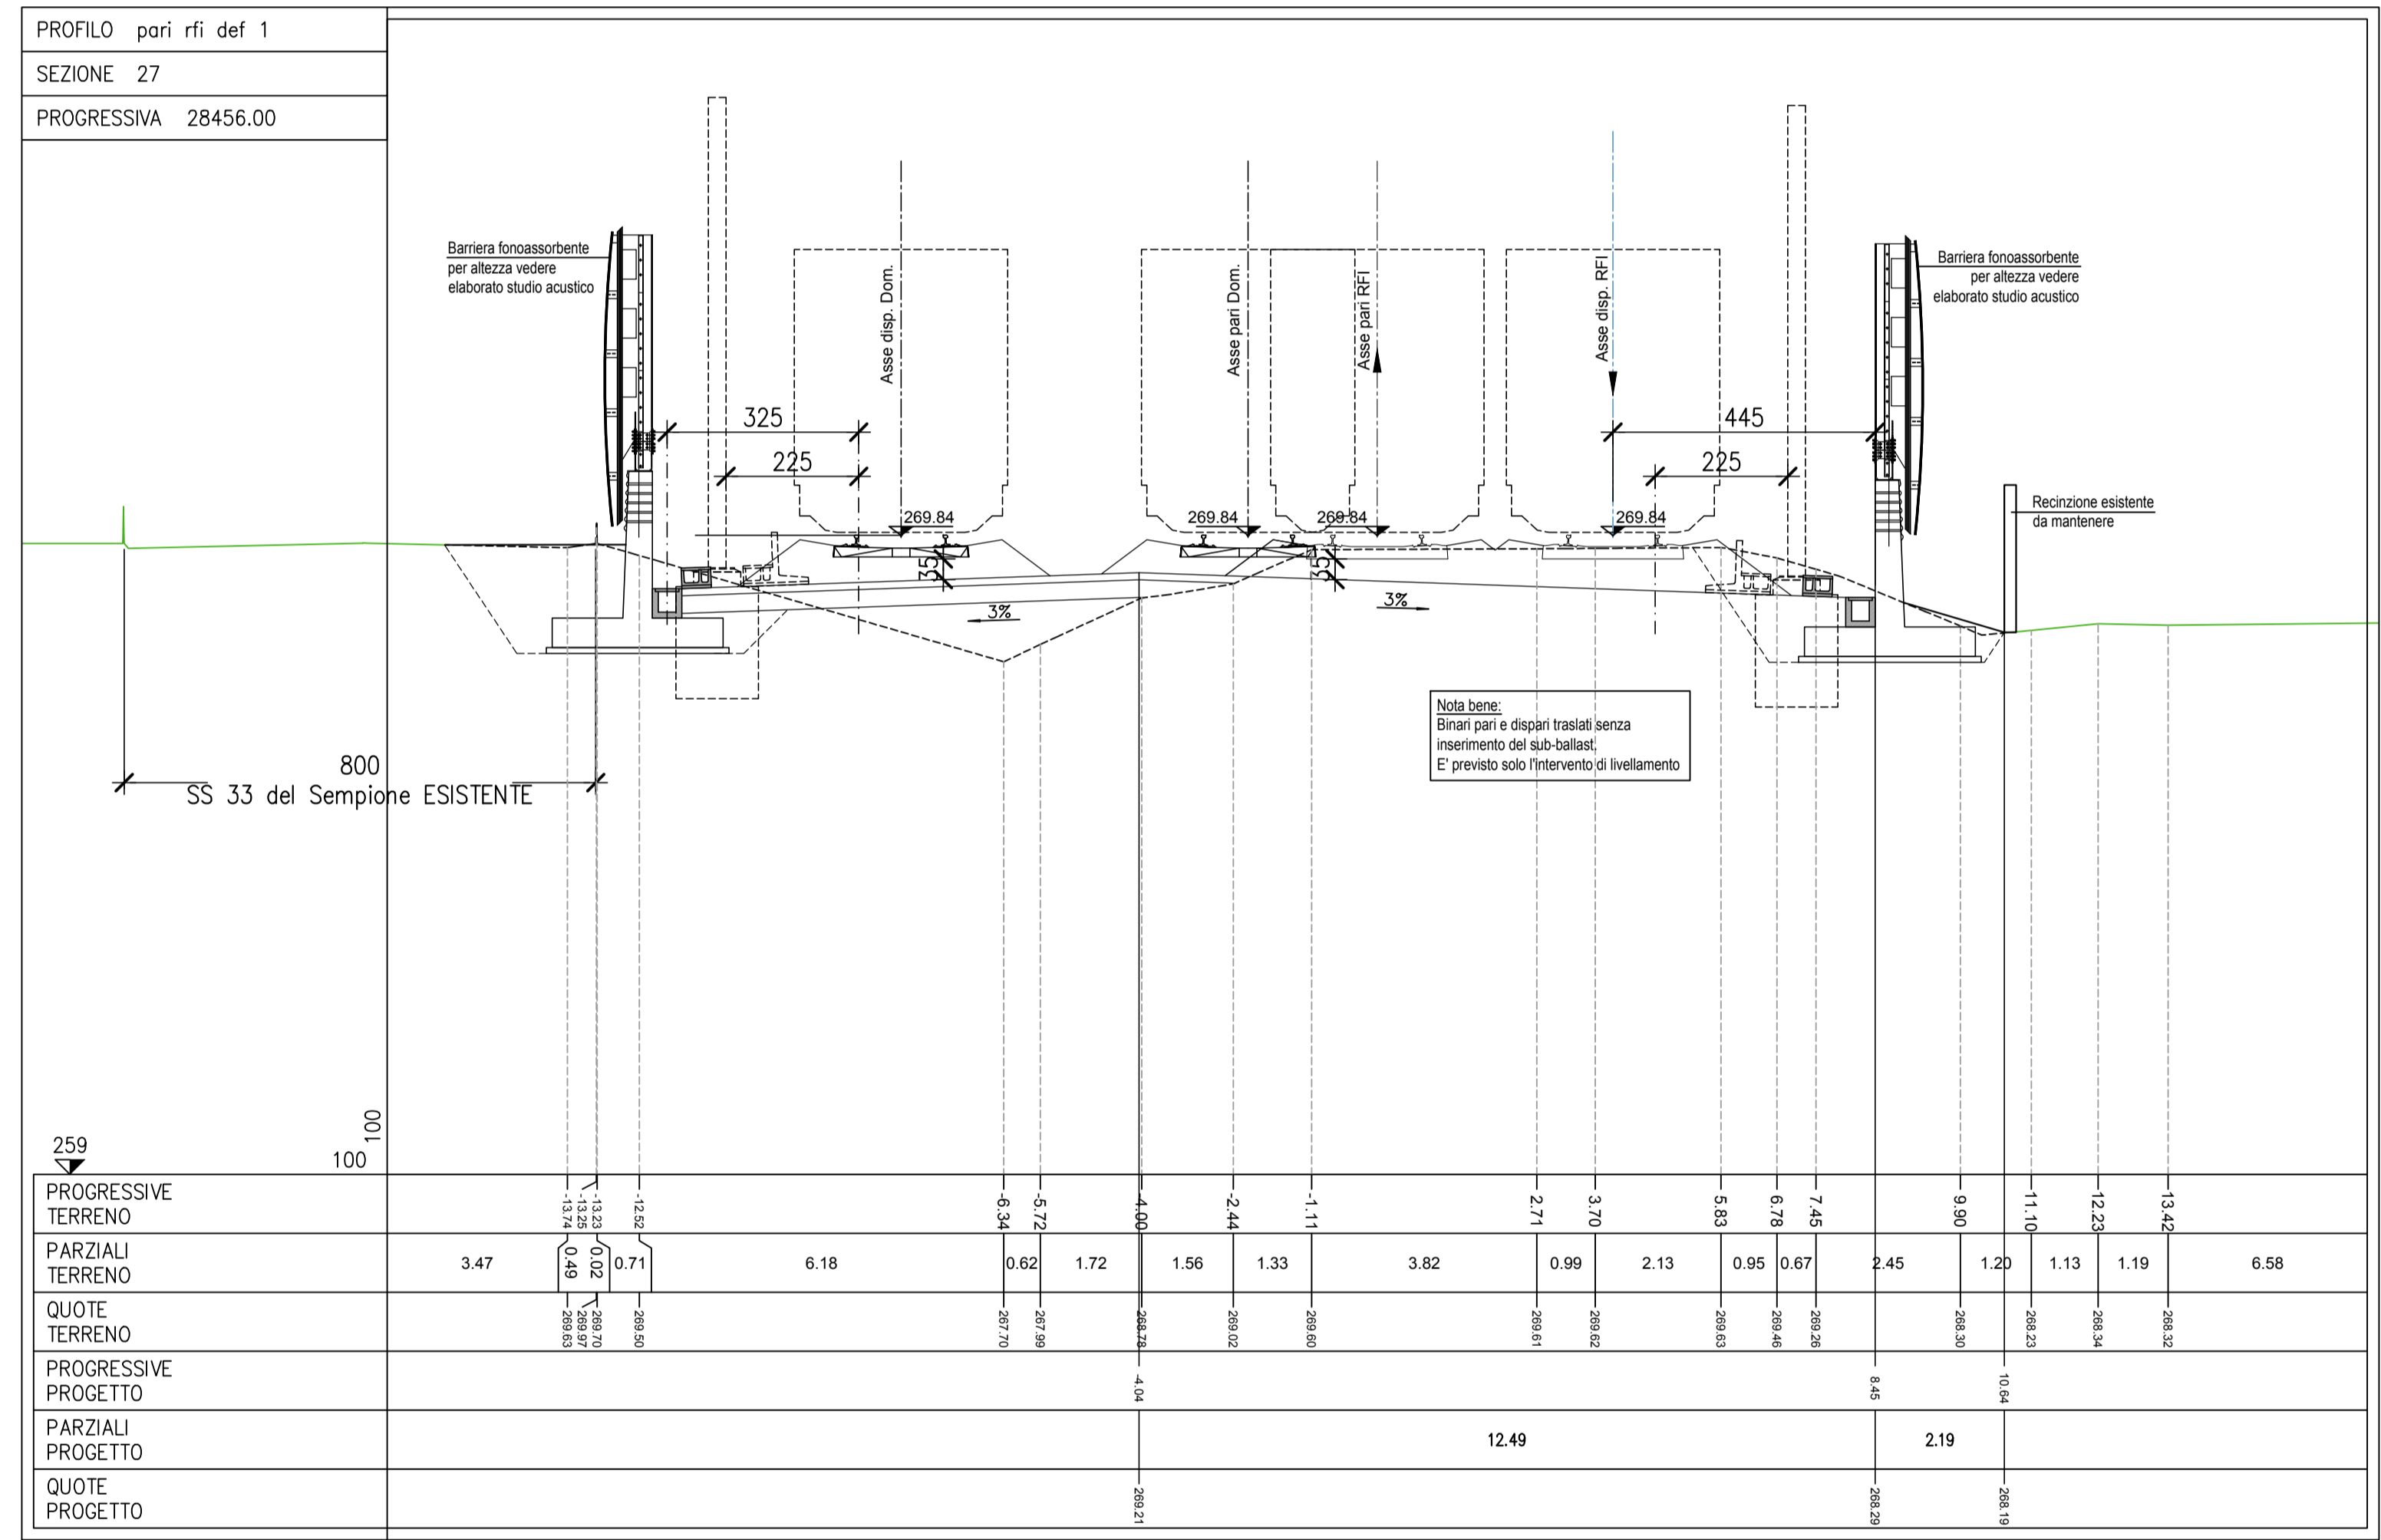 PROFILO pari rfi def 1
SEZIONE 27
PROGRESSIVA 28456.00
Barriera fonoassorbente
per altezza vedere
elaborato studio acustico
Asse disp. Dom.
Asse pari Dom.
Asse pari RFI
Asse disp. RFI
Barriera fonoassorbente
per altezza vedere
elaborato studio acustico
325
445
225
225
269.84
269.84
269.84
269.84
Recinzione esistente
da mantenere
35
35
3%
3%
Nota bene:
Binari pari e dispari traslati senza
inserimento del sub-ballast.
E' previsto solo l'intervento di livellamento
800
SS 33 del Sempione ESISTENTE
100
259
100
PROGRESSIVE
TERRENO
-13.74 -13.25 -13.23 -12.52 -6.34 -5.72 -4.00 -2.44 -1.11 2.71 3.70 5.83 6.78 7.45 9.90 11.10 12.23 13.42
PARZIALI
TERRENO
3.47 0.49 0.02 0.71 6.18 0.62 1.72 1.56 1.33 3.82 0.99 2.13 0.95 0.67 2.45 1.20 1.13 1.19 6.58
QUOTE
TERRENO
269.63 269.97 269.70 269.50 267.70 267.99 268.78 269.02 269.60 269.61 269.62 269.63 269.46 269.26 268.30 268.23 268.34 268.32
PROGRESSIVE
PROGETTO
-4.04 8.45 10.64
PARZIALI
PROGETTO
12.49 2.19
QUOTE
PROGETTO
269.21 268.29 268.19